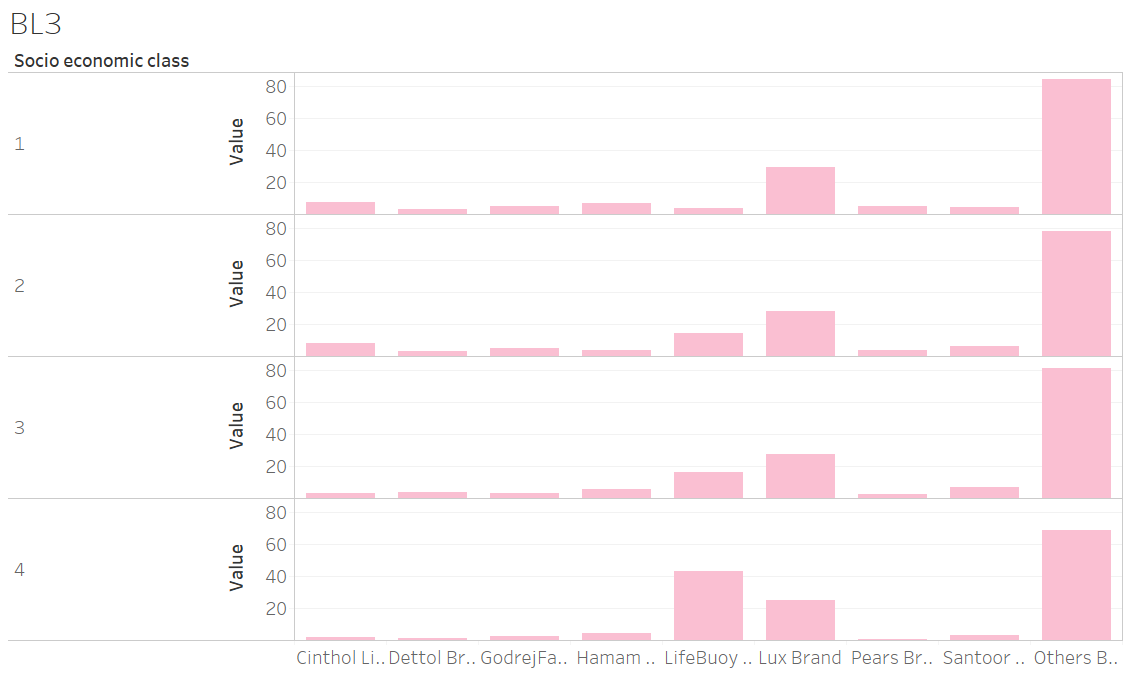 BL3
Socio economic class
1
Value
80
60
40
20
2
Value
80
60
40
20
3
Value
80
60
40
20
4
Value
80
60
40
20
Cinthol Li.. Dettol Br.. GodrejFa.. Hamam .. LifeBuoy .. Lux Brand Pears Br.. Santoor .. Others B..